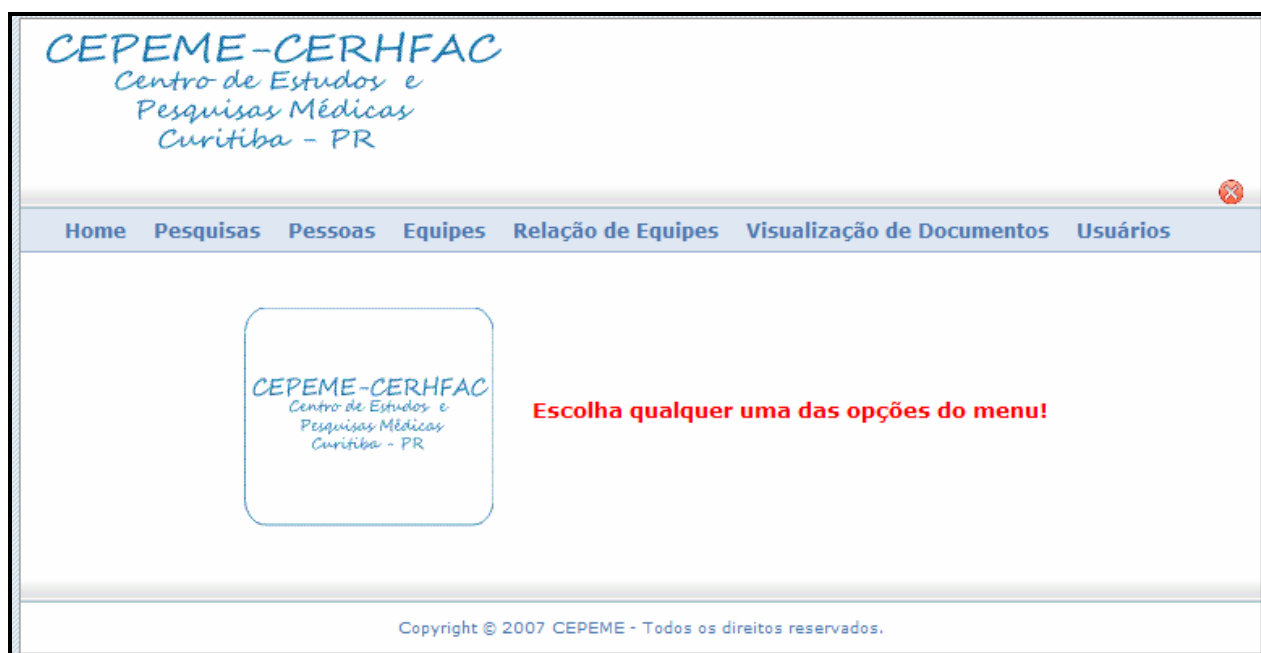 CEPEME-CERHFAC
Centro de Estudos e
Pesquisas Médicas
Curitiba - PR
Home Pesquisas Pessoas Equipes Relação de Equipes Visualização de Documentos Usuários
CEPEME-CERHFAC
Centro de Estudos e
Pesquisas Médicas
Curitiba - PR
Escolha qualquer uma das opções do menu!
Copyright © 2007 CEPEME - Todos os direitos reservados.